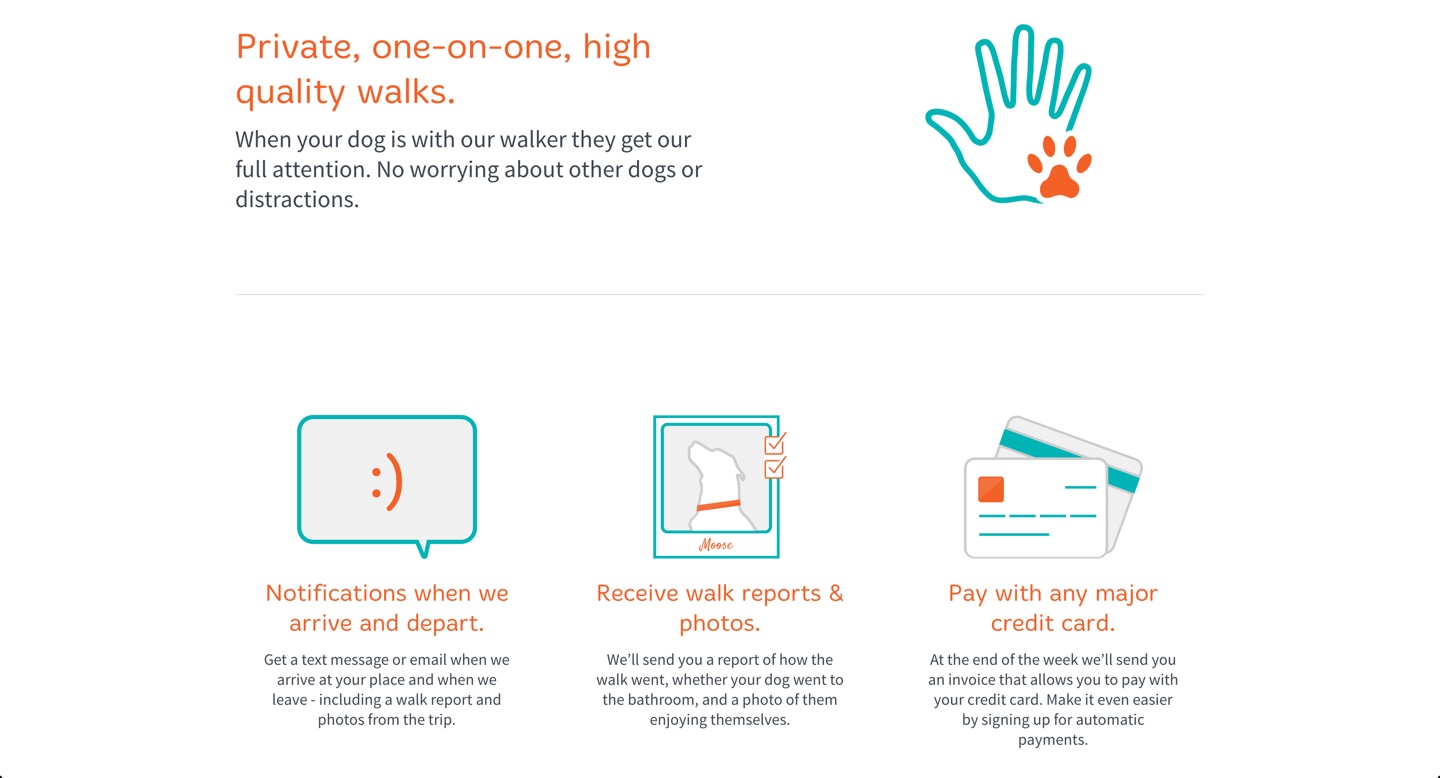 Private, one-on-one, high
quality walks.
When your dog is with our walker they get our
full attention. No worrying about other dogs or
distractions.
:)
Moose
Notifications when we
arrive and depart.
Get a text message or email when we
arrive at your place and when we
leave - including a walk report and
photos from the trip.
Receive walk reports &
photos.
We’ll send you a report of how the
walk went, whether your dog went to
the bathroom, and a photo of them
enjoying themselves.
Pay with any major
credit card.
At the end of the week we’ll send you
an invoice that allows you to pay with
your credit card. Make it even easier
by signing up for automatic
payments.